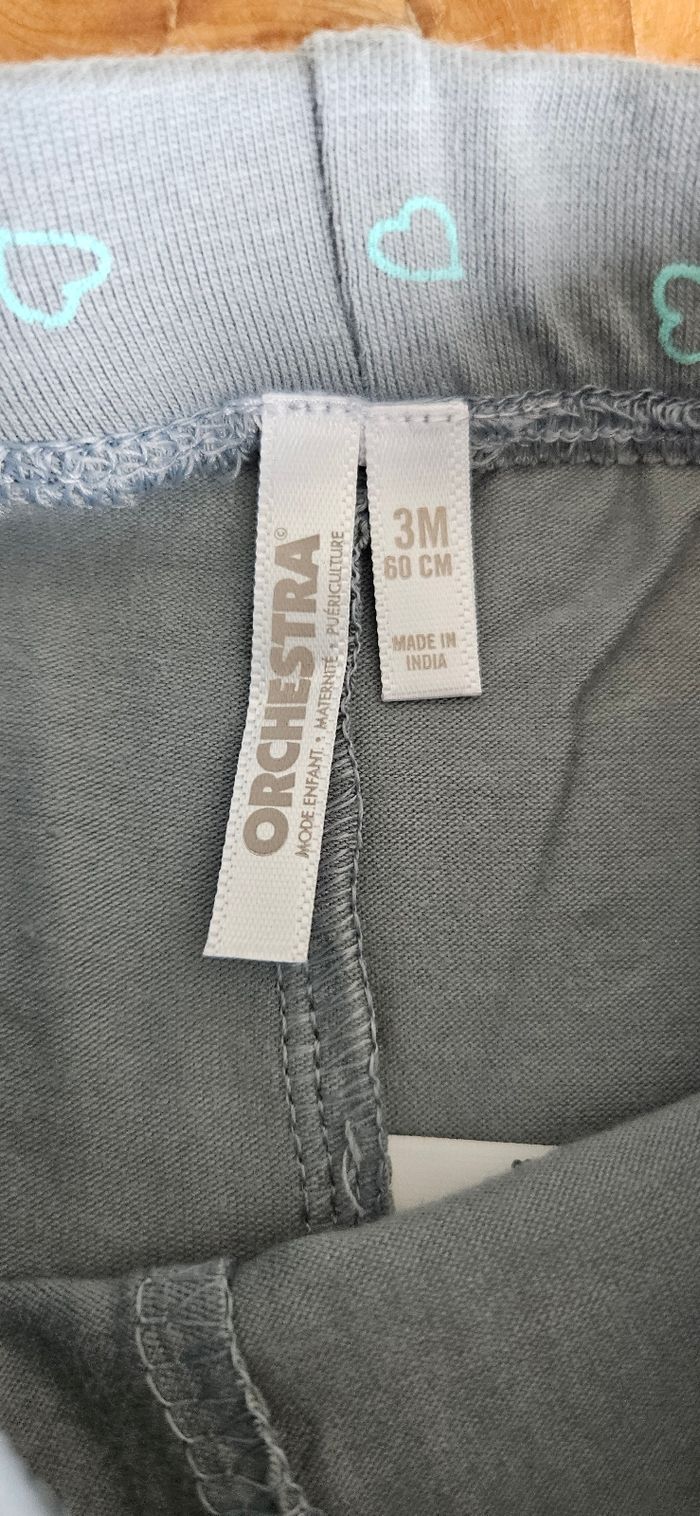 ORCHESTRA©
MODE ENFANT • MATERNITÉ • PUÉRICULTURE
3M
60 CM
MADE IN
INDIA